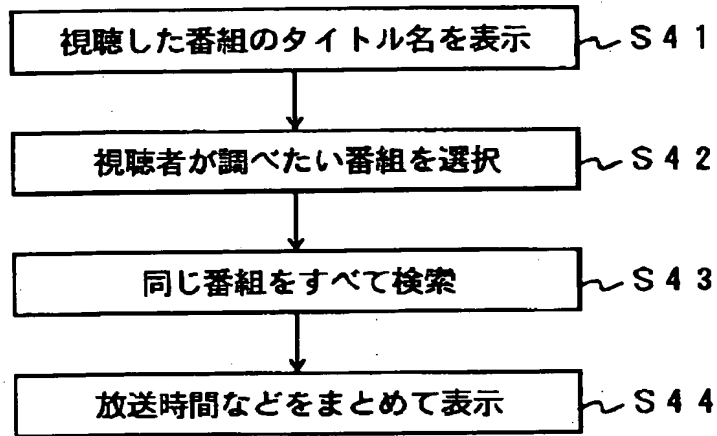 視聴した番組のタイトル名を表示 S41
視聴者が調べたい番組を選択 S42
同じ番組をすべて検索 S43
放送時間などをまとめて表示 S44